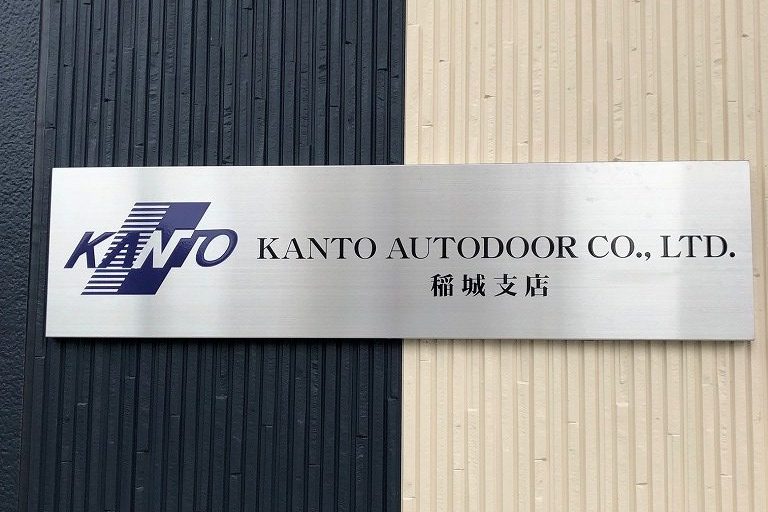 KANTO
KANTO AUTODOOR CO., LTD.
稲城支店